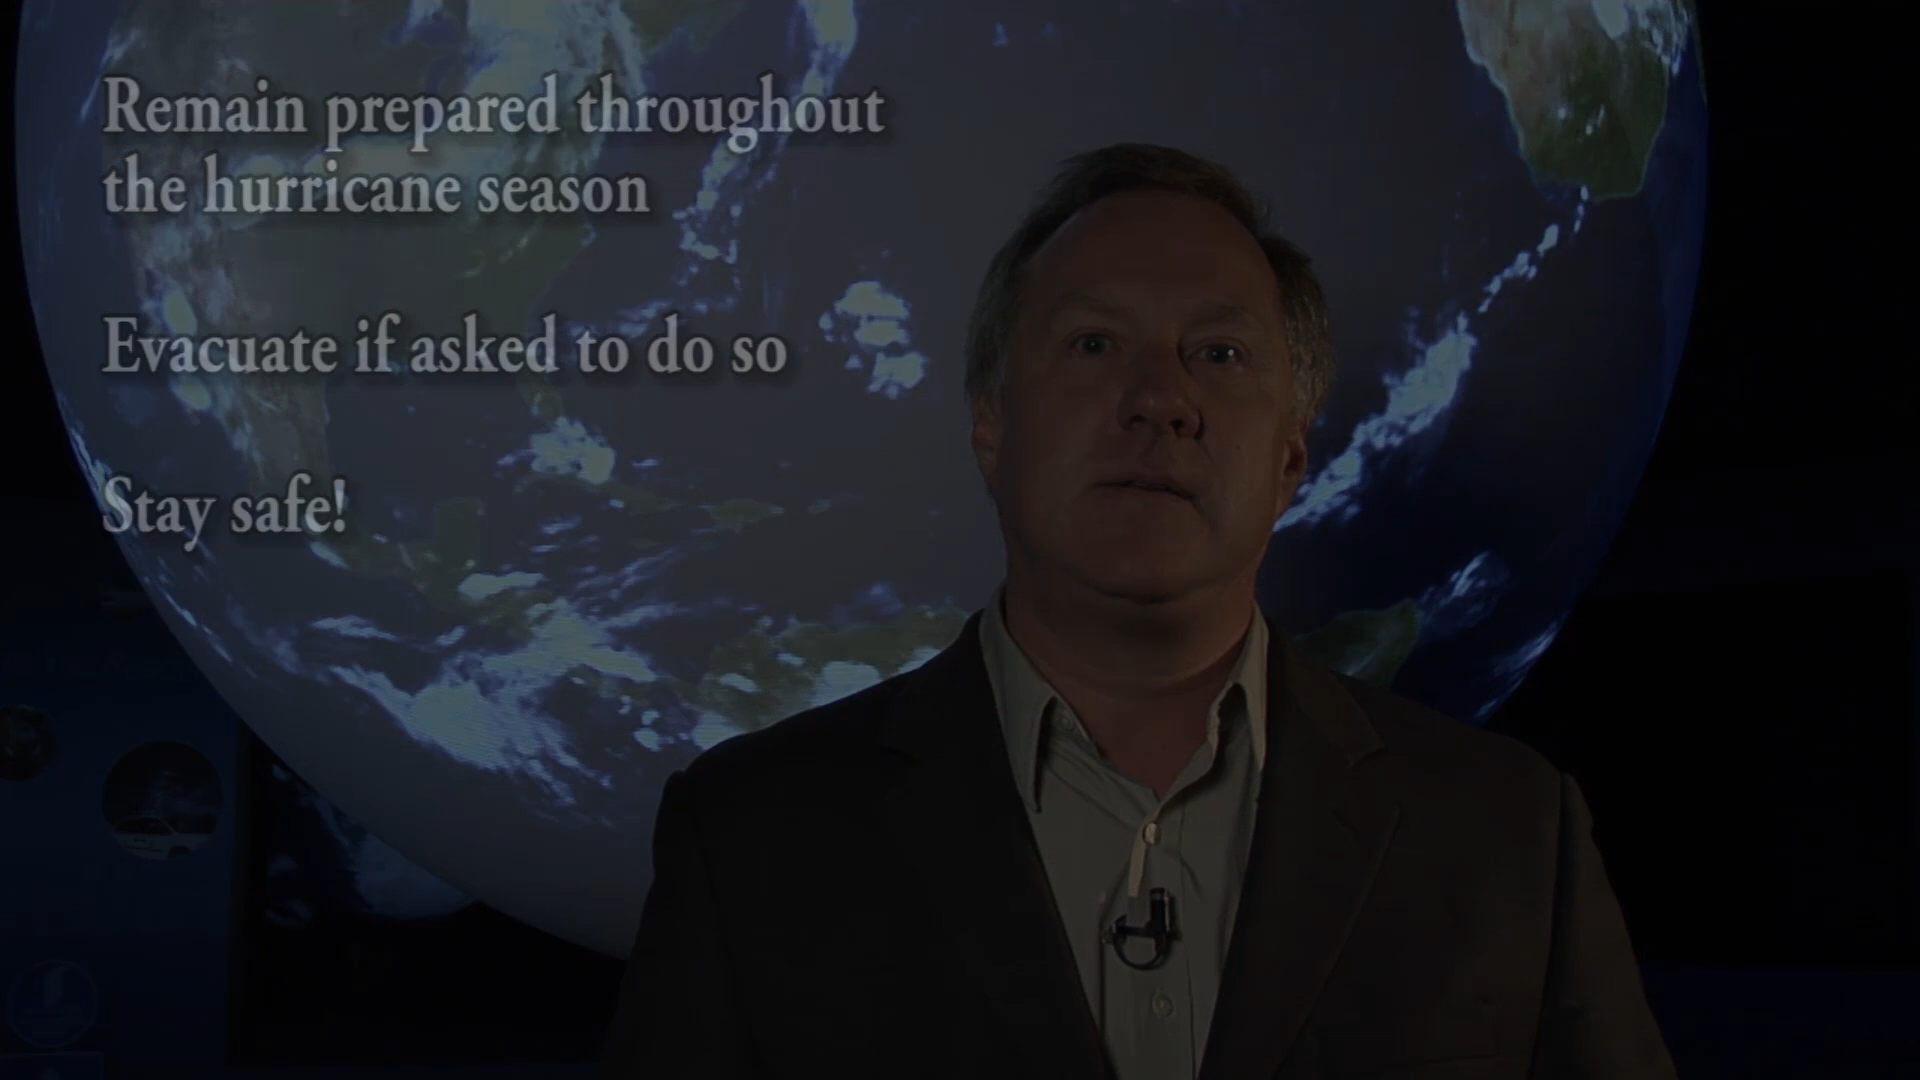 Remain prepared throughout
the hurricane season
Evacuate if asked to do so
Stay safe!